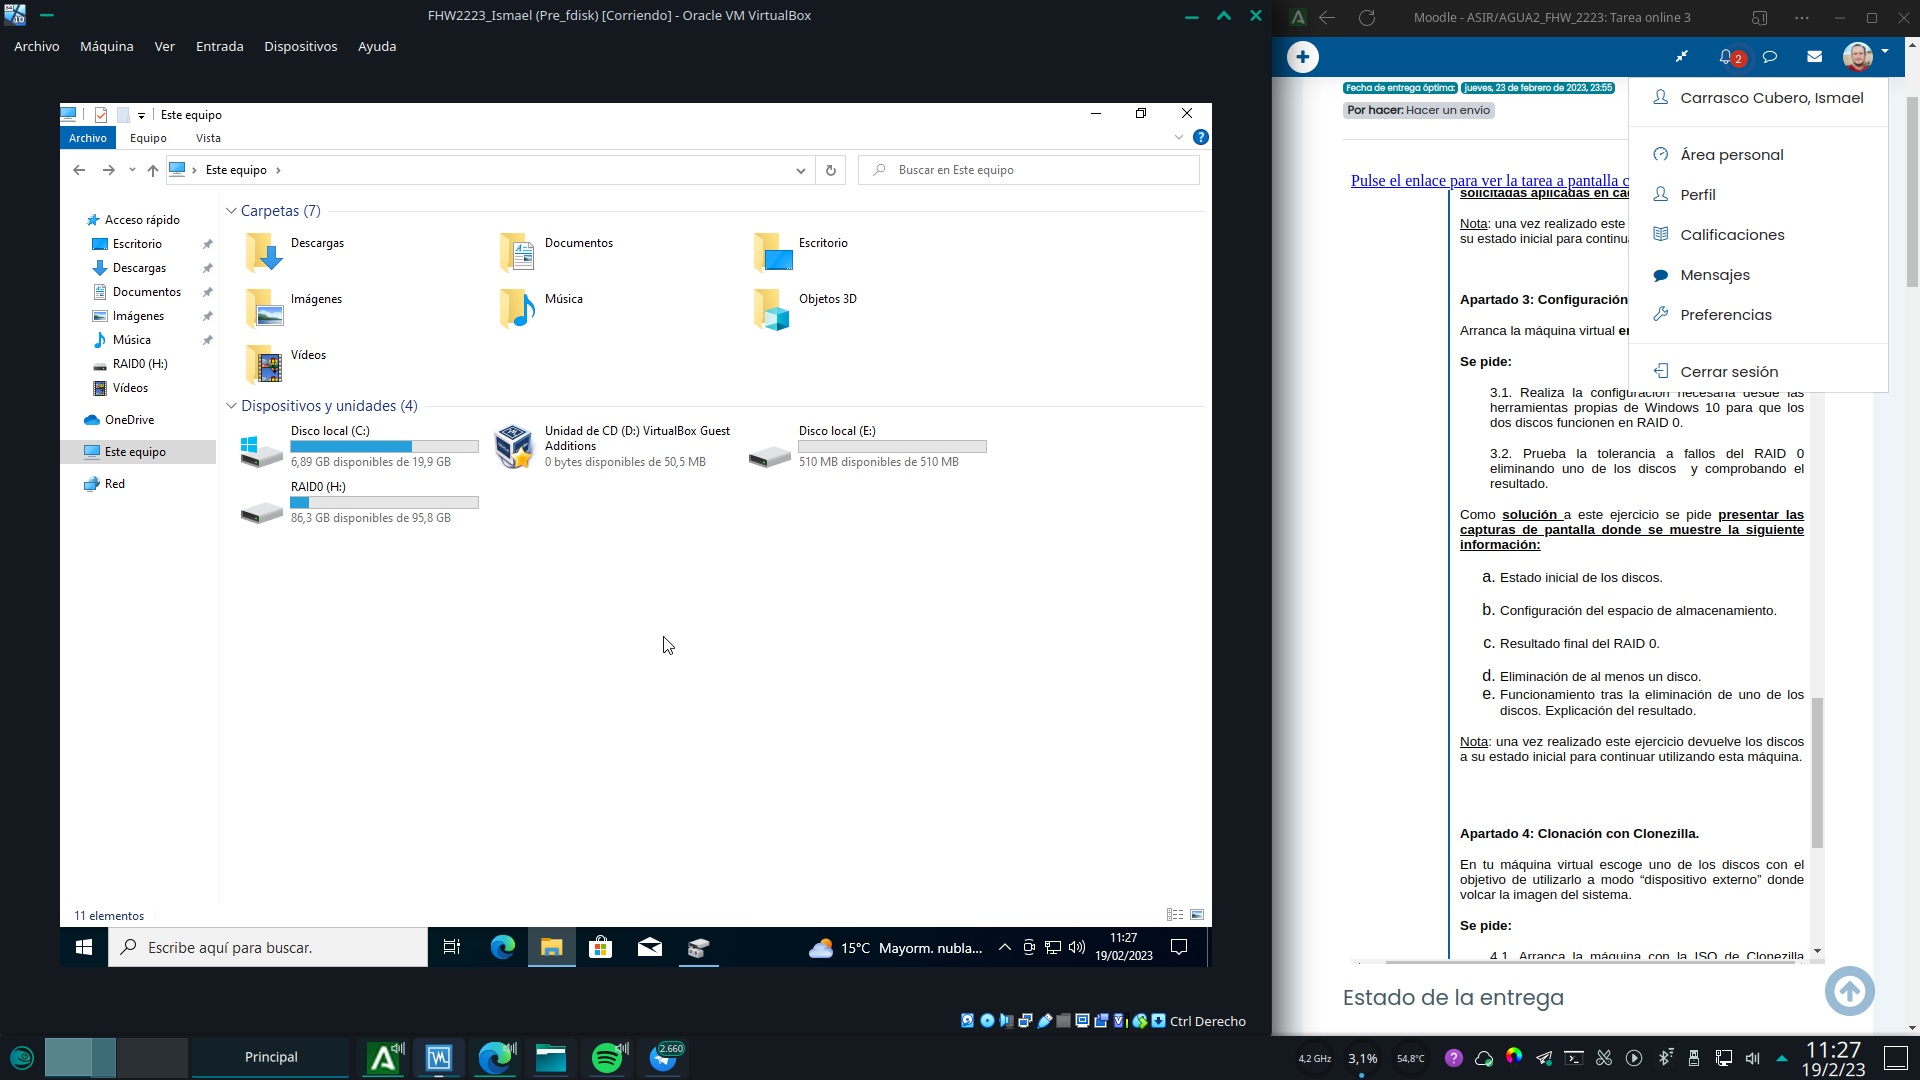 FHW2223_Ismael (Pre_fdisk) [Corriendo] - Oracle VM VirtualBox
Archivo Máquina Ver Entrada Dispositivos Ayuda
Este equipo
Archivo Equipo Vista
Este equipo
Buscar en Este equipo
Acceso rápido
Escritorio
Descargas
Documentos
Imágenes
Música
RAID0 (H:)
Vídeos
OneDrive
Este equipo
Red
Carpetas (7)
Descargas
Documentos
Escritorio
Imágenes
Música
Objetos 3D
Vídeos
Dispositivos y unidades (4)
Disco local (C:)
6,89 GB disponibles de 19,9 GB
Unidad de CD (D:) VirtualBox Guest
Additions
0 bytes disponibles de 50,5 MB
Disco local (E:)
510 MB disponibles de 510 MB
RAID0 (H:)
86,3 GB disponibles de 95,8 GB
11 elementos
Escribe aquí para buscar.
15°C Mayorm. nubla...
11:27
19/02/2023
Ctrl Derecho
Moodle - ASIR/AGUA2_FHW_2223: Tarea online 3
2
Fecha de entrega óptima: jueves, 23 de febrero de 2023, 23:55
Por hacer: Hacer un envío
Carrasco Cubero, Ismael
Área personal
Perfil
Calificaciones
Mensajes
Preferencias
Cerrar sesión
Pulse el enlace para ver la tarea a pantalla c
solicitadas aplicadas en ca
Nota: una vez realizado este
su estado inicial para continu
Apartado 3: Configuración
Arranca la máquina virtual
Se pide:
3.1. Realiza la configuración necesaria desde las
herramientas propias de Windows 10 para que los
dos discos funcionen en RAID 0.
3.2. Prueba la tolerancia a fallos del RAID 0
eliminando uno de los discos y comprobando el
resultado.
Como solución a este ejercicio se pide presentar las
capturas de pantalla donde se muestre la siguiente
información:
a. Estado inicial de los discos.
b. Configuración del espacio de almacenamiento.
c. Resultado final del RAID 0.
d. Eliminación de al menos un disco.
e. Funcionamiento tras la eliminación de uno de los
discos. Explicación del resultado.
Nota: una vez realizado este ejercicio devuelve los discos
a su estado inicial para continuar utilizando esta máquina.
Apartado 4: Clonación con Clonezilla.
En tu máquina virtual escoge uno de los discos con el
objetivo de utilizarlo a modo “dispositivo externo” donde
volcar la imagen del sistema.
Se pide:
4.1. Arranca la máquina con la ISO de Clonezilla
Estado de la entrega
Principal
2.660
4,2 GHz
3,1%
54,8°C
11:27
19/2/23